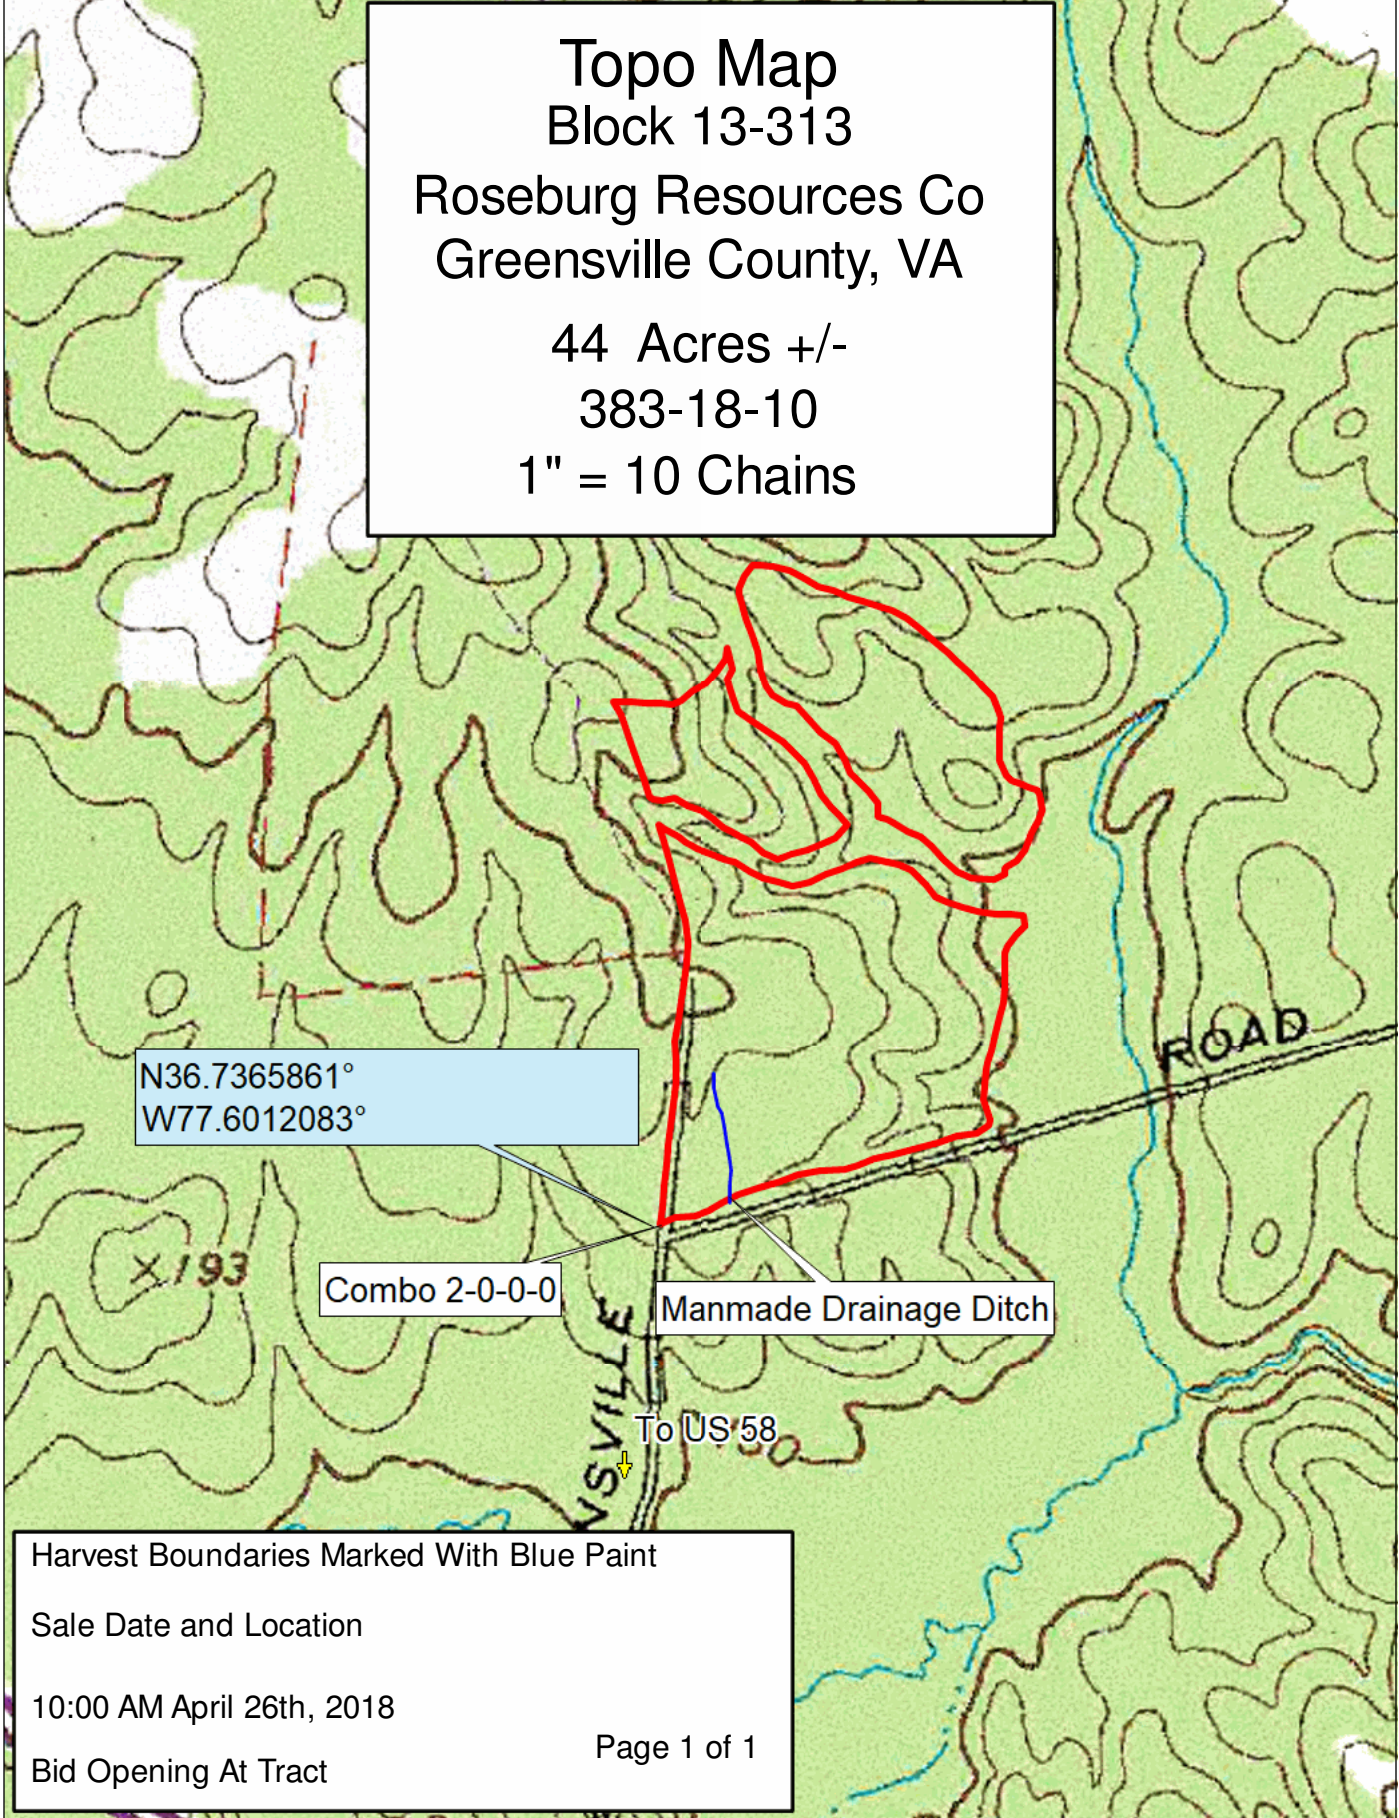 Topo Map
Block 13-313
Roseburg Resources Co
Greensville County, VA
44 Acres +/-
383-18-10
1" = 10 Chains
ROAD
N36.7365861°
W77.6012083°
193
Combo 2-0-0-0
Manmade Drainage Ditch
NSVILLE
To US 58
Harvest Boundaries Marked With Blue Paint
Sale Date and Location
10:00 AM April 26th, 2018
Page 1 of 1
Bid Opening At Tract